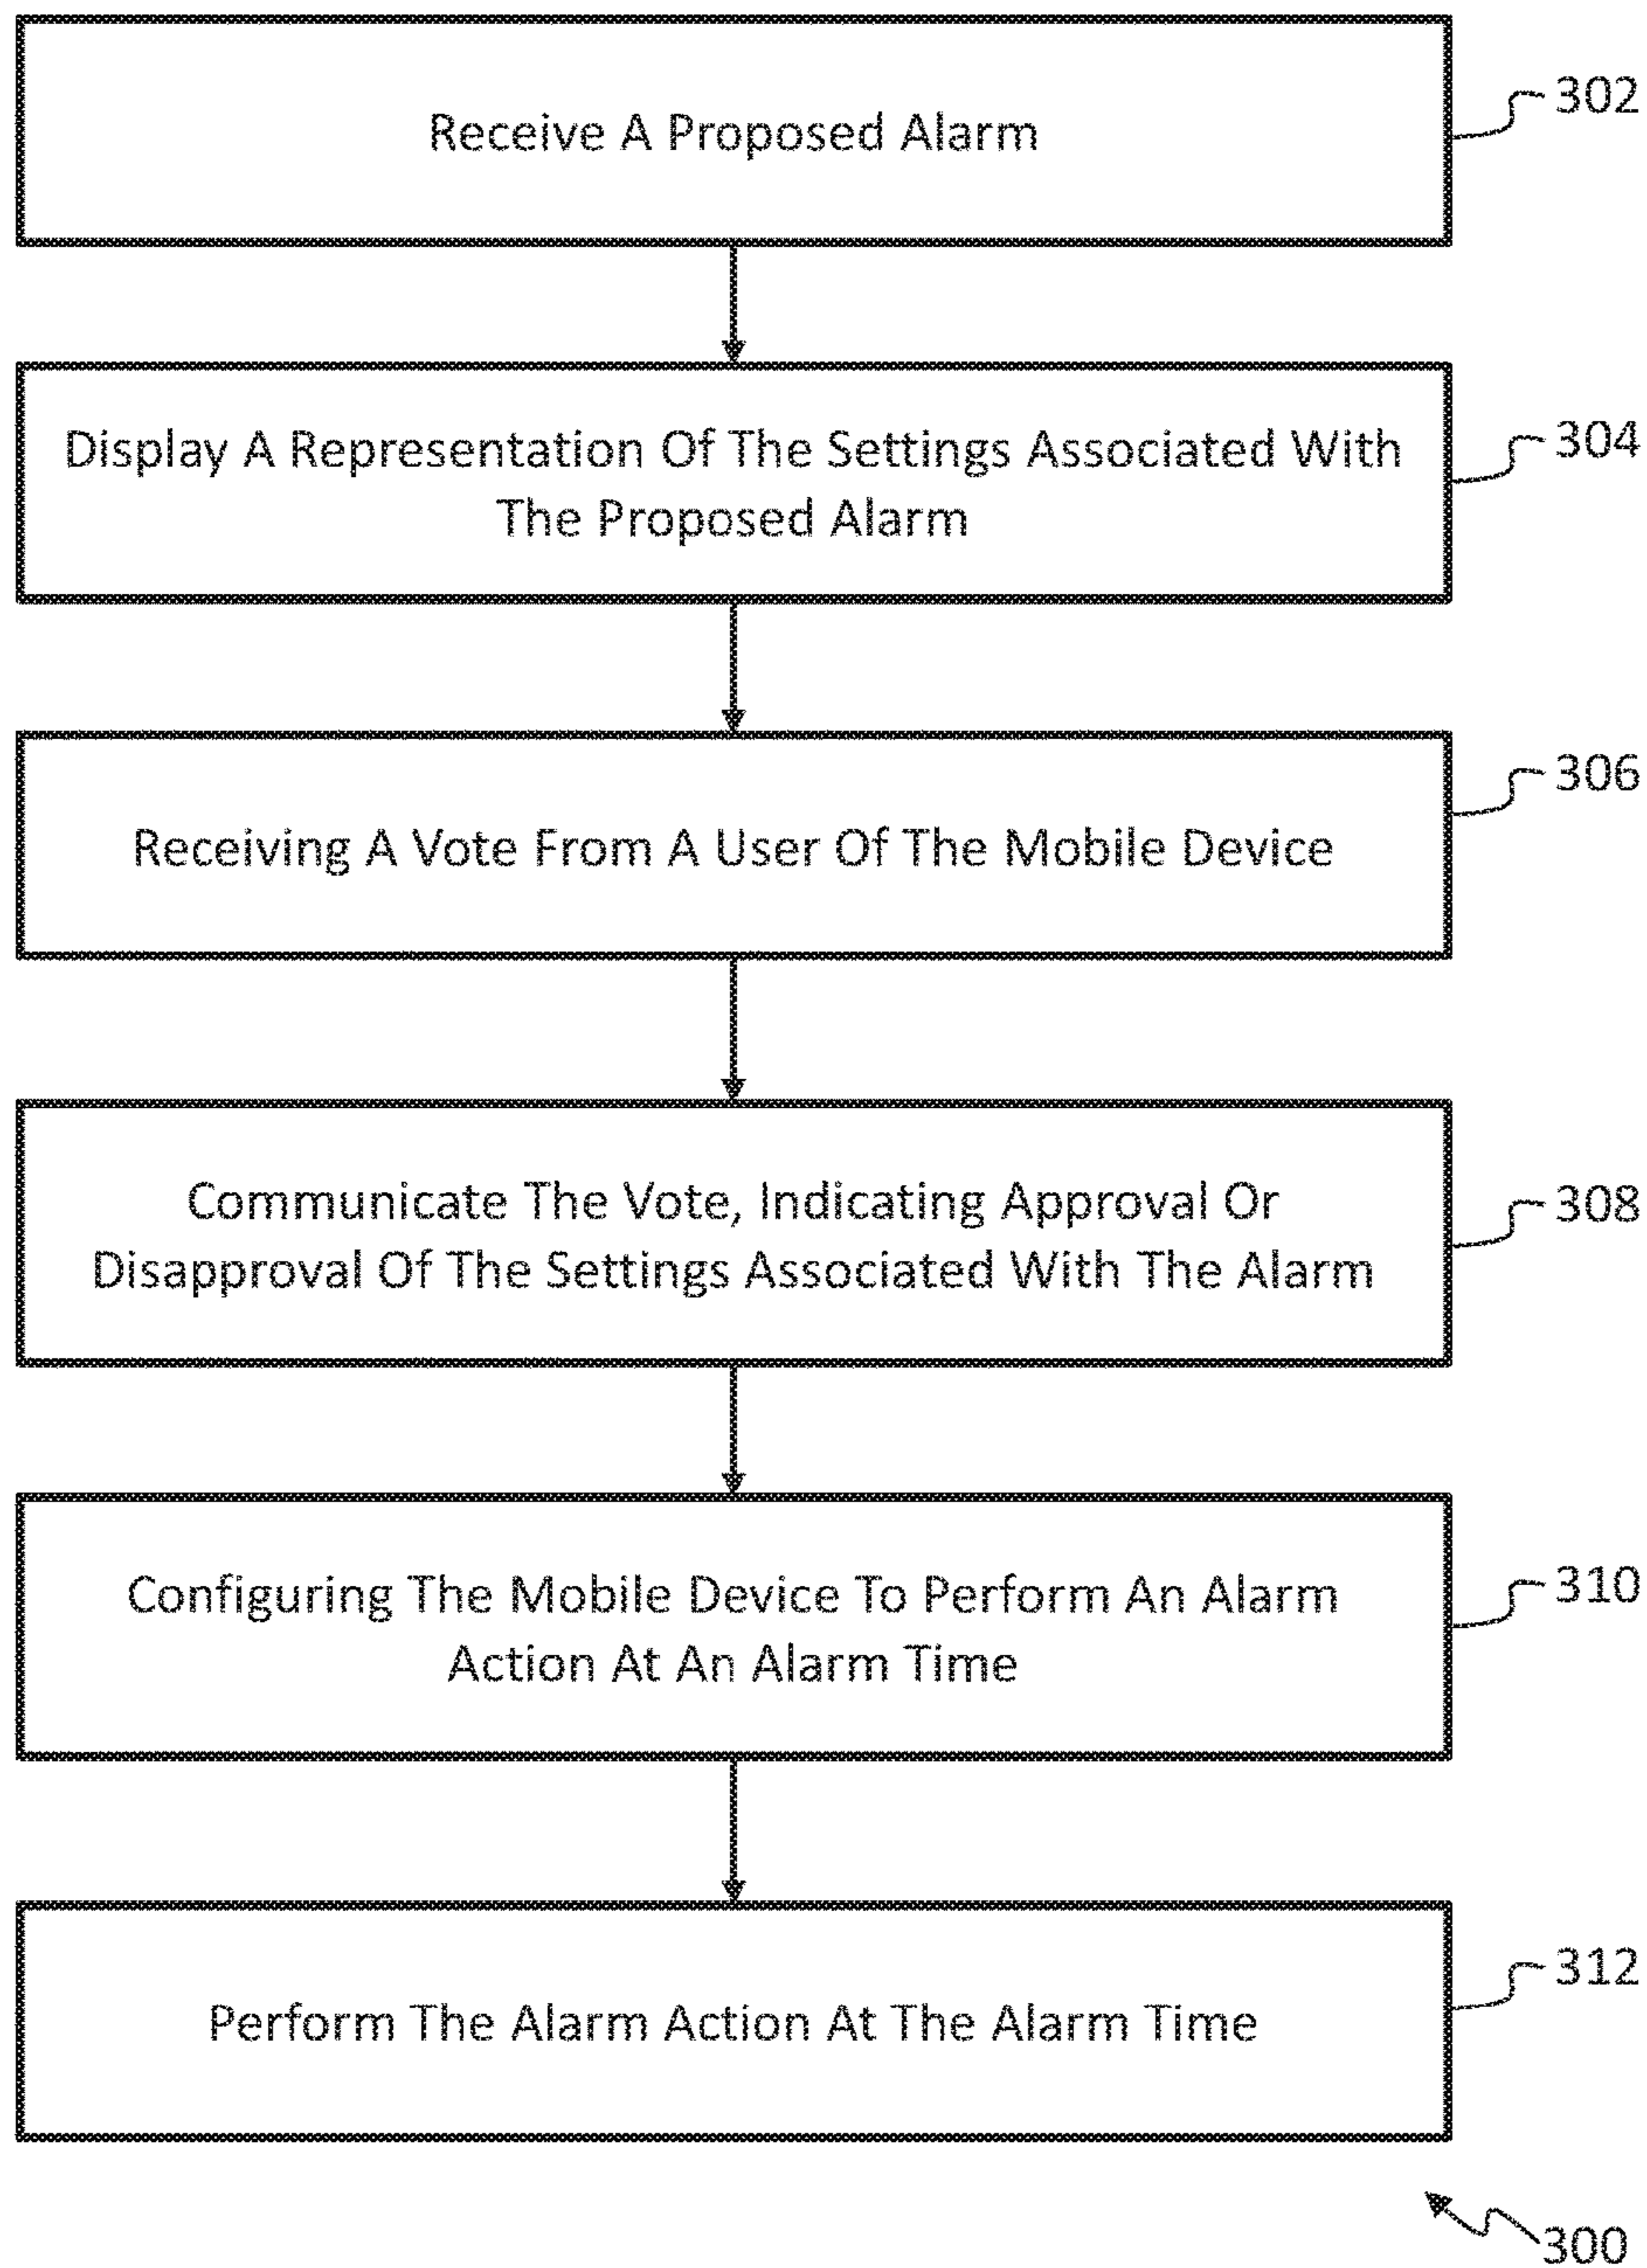 Receive A Proposed Alarm
302
Display A Representation Of The Settings Associated With
The Proposed Alarm
304
Receiving A Vote From A User Of The Mobile Device
306
Communicate The Vote, Indicating Approval Or
Disapproval Of The Settings Associated With The Alarm
308
Configuring The Mobile Device To Perform An Alarm
Action At An Alarm Time
310
Perform The Alarm Action At The Alarm Time
312
300